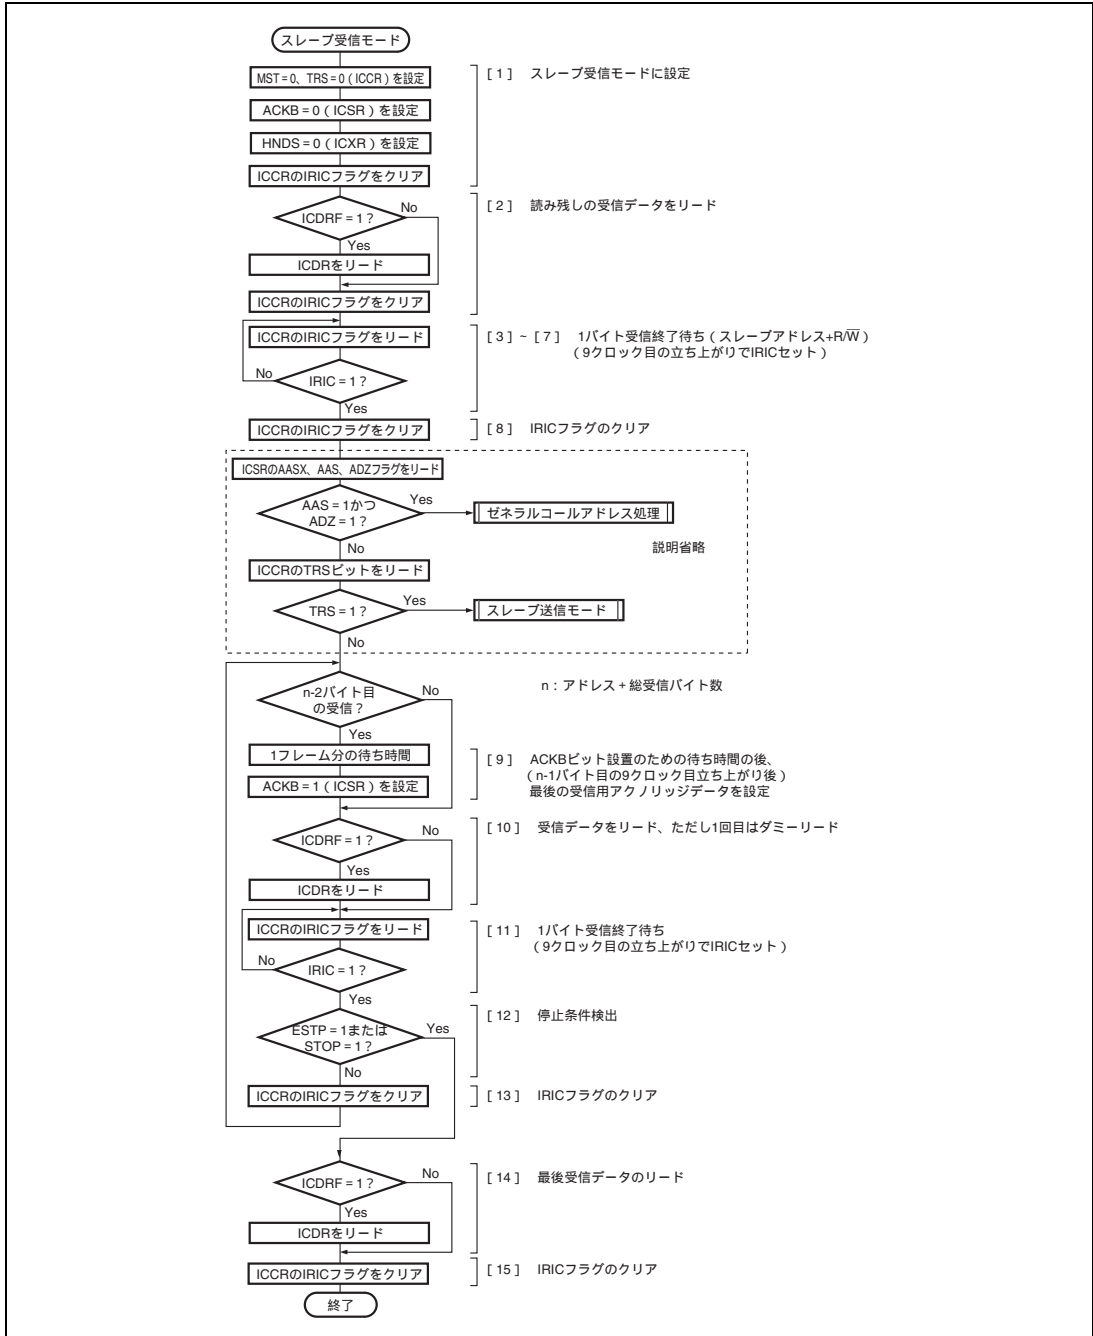 スレーブ受信モード
MST = 0、TRS = 0 ( ICCR ) を設定
[ 1 ] スレーブ受信モードに設定
ACKB = 0 ( ICSR ) を設定
HNDS = 0 ( ICXR ) を設定
ICCRのIRICフラグをクリア
ICDRF = 1 ?
No
[ 2 ] 読み残しの受信データをリード
Yes
ICDRをリード
ICCRのIRICフラグをクリア
ICCRのIRICフラグをリード
[ 3 ] ~ [ 7 ] 1バイト受信終了待ち ( スレーブアドレス+R/W̅ )
( 9クロック目の立ち上がりでIRICセット )
No
IRIC = 1 ?
Yes
ICCRのIRICフラグをクリア
[ 8 ] IRICフラグのクリア
ICSRのAASX、AAS、ADZフラグをリード
AAS = 1かつ
ADZ = 1 ?
Yes
ゼネラルコールアドレス処理
No
説明省略
ICCRのTRSビットをリード
TRS = 1 ?
Yes
スレーブ送信モード
No
n-2バイト目
の受信 ?
No
n : アドレス + 総受信バイト数
Yes
1フレーム分の待ち時間
[ 9 ] ACKBビット設置のための待ち時間の後、
( n-1バイト目の9クロック目立ち上がり後 )
最後の受信用アクノリッジデータを設定
ACKB = 1 ( ICSR ) を設定
ICDRF = 1 ?
No
[ 10 ] 受信データをリード、ただし1回目はダミーリード
Yes
ICDRをリード
ICCRのIRICフラグをリード
[ 11 ] 1バイト受信終了待ち
( 9クロック目の立ち上がりでIRICセット )
No
IRIC = 1 ?
Yes
ESTP = 1または
STOP = 1 ?
Yes
[ 12 ] 停止条件検出
No
ICCRのIRICフラグをクリア
[ 13 ] IRICフラグのクリア
ICDRF = 1 ?
No
[ 14 ] 最後受信データのリード
Yes
ICDRをリード
ICCRのIRICフラグをクリア
[ 15 ] IRICフラグのクリア
終了